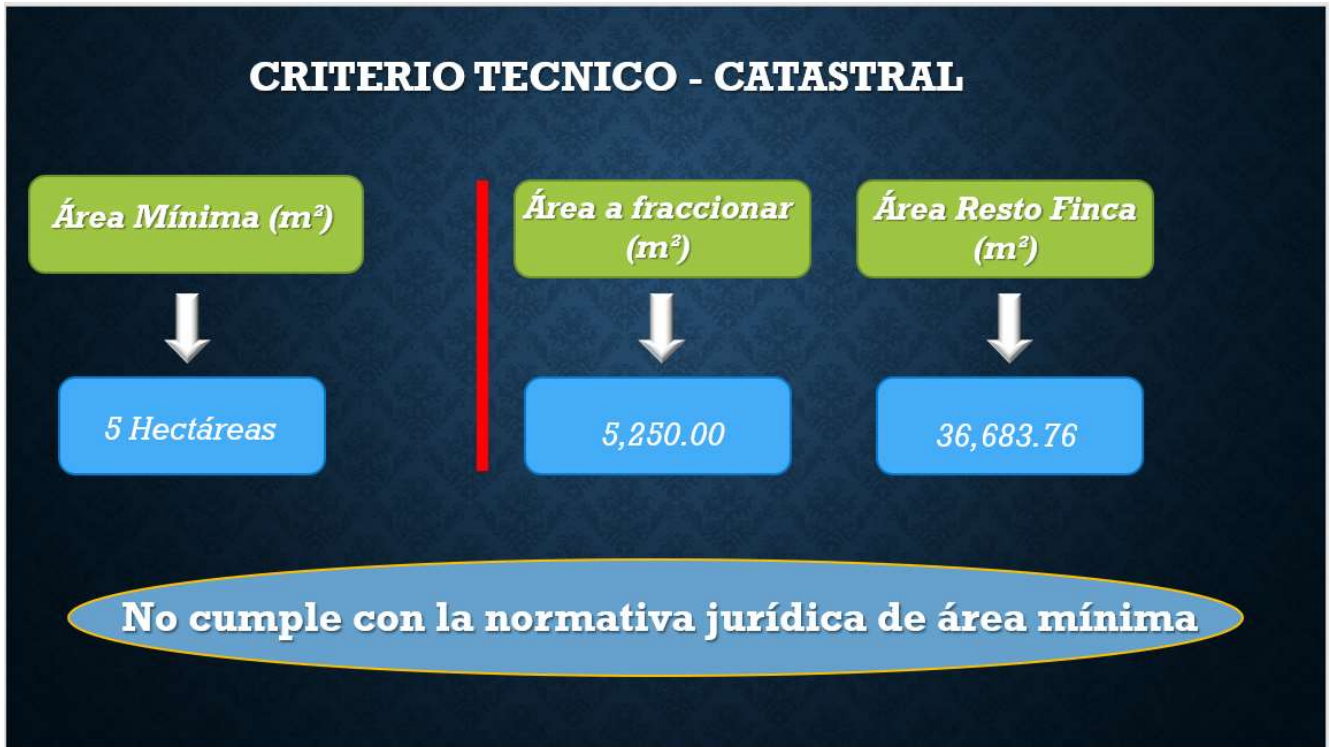 CRITERIO TECNICO - CATASTRAL
Área Mínima (m²)
5 Hectáreas
Área a fraccionar
(m²)
5,250.00
Área Resto Finca
(m²)
36,683.76
No cumple con la normativa jurídica de área mínima